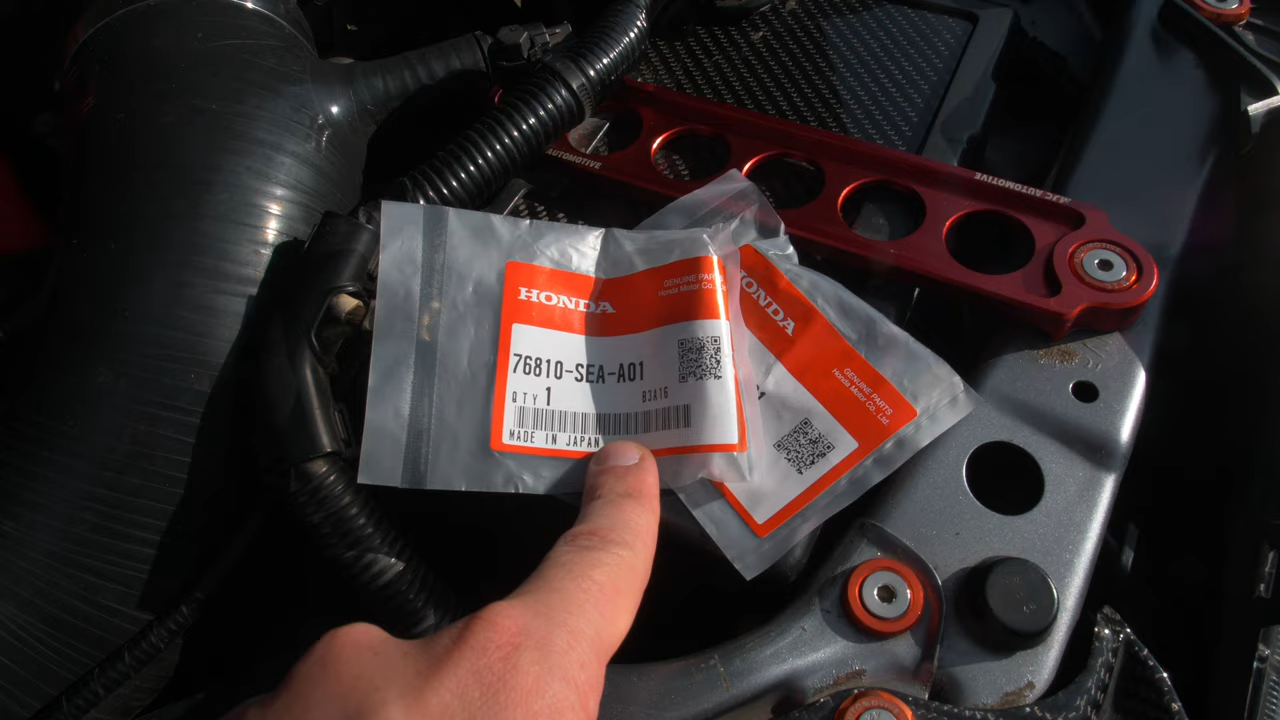 AUTOMOTIVE
MJC AUTOMOTIVE
HONDA
GENUINE PARTS
Honda Motor Co., Ltd.
76810-SEA-A01
QTY 1
B3A16
MADE IN JAPAN
HONDA
GENUINE PARTS
Honda Motor Co., Ltd.